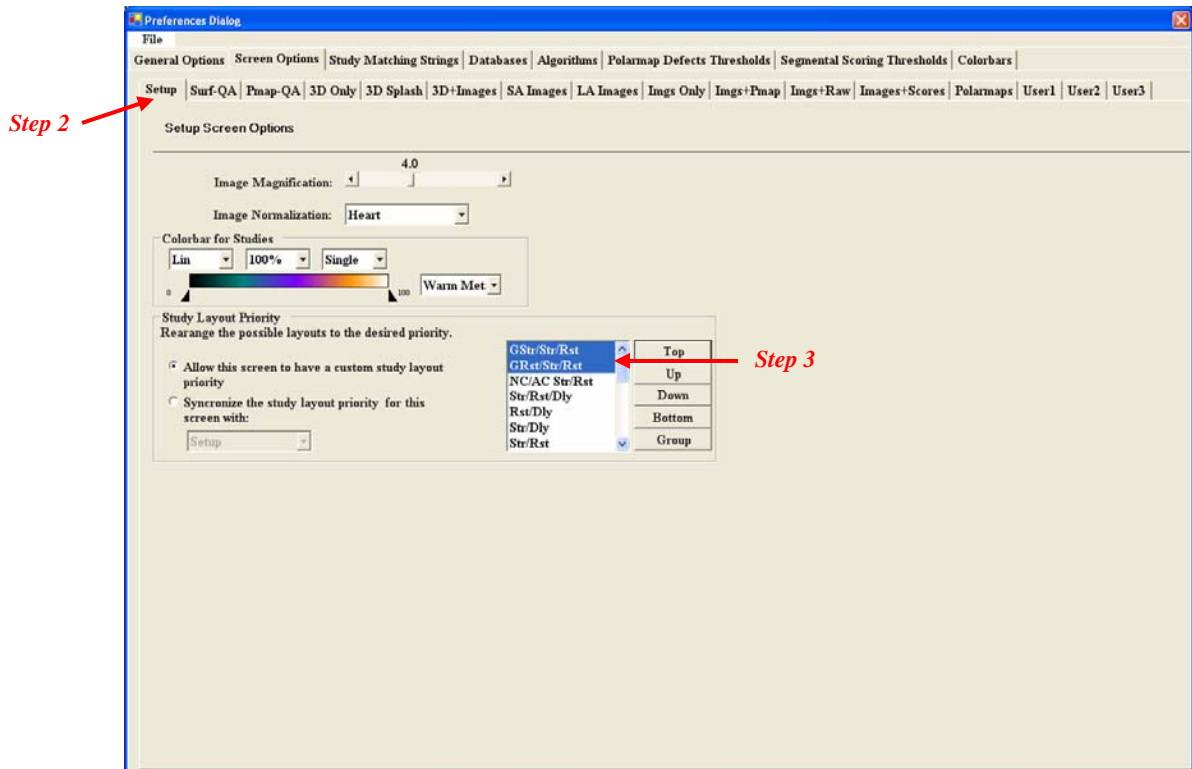 Preferences Dialog
File
General Options Screen Options Study Matching Strings Databases Algorithms Polarmap Defects Thresholds Segmental Scoring Thresholds Colorbars
Setup Surf-QA Pmap-QA 3D Only 3D Splash 3D+Images SA Images LA Images Imgs Only Imgs+Pmap Imgs+Raw Images+Scores Polarmaps User1 User2 User3
Step 2
Setup Screen Options
4.0
Image Magnification:
Image Normalization: Heart
Colorbar for Studies
Lin 100% Single
0 100 Warm Met
Study Layout Priority
Rearange the possible layouts to the desired priority.
Allow this screen to have a custom study layout
priority
Syncronize the study layout priority for this
screen with:
Setup
GStr/Str/Rst
GRst/Str/Rst
NC/AC Str/Rst
Str/Rst/Dly
Rst/Dly
Str/Dly
Str/Rst
Top
Up
Down
Bottom
Group
Step 3